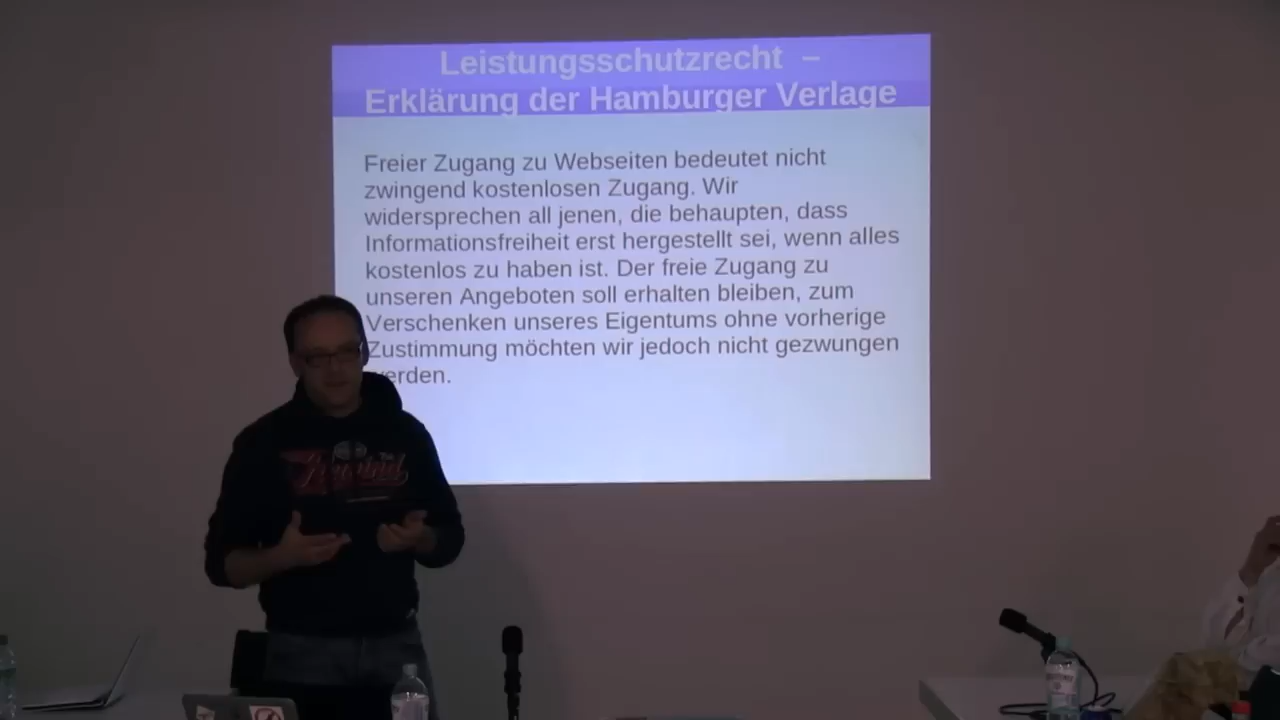 Leistungsschutzrecht –
Erklärung der Hamburger Verlage
Freier Zugang zu Webseiten bedeutet nicht
zwingend kostenlosen Zugang. Wir
widersprechen all jenen, die behaupten, dass
Informationsfreiheit erst hergestellt sei, wenn alles
kostenlos zu haben ist. Der freie Zugang zu
unseren Angeboten soll erhalten bleiben, zum
Verschenken unseres Eigentums ohne vorherige
Zustimmung möchten wir jedoch nicht gezwungen
werden.